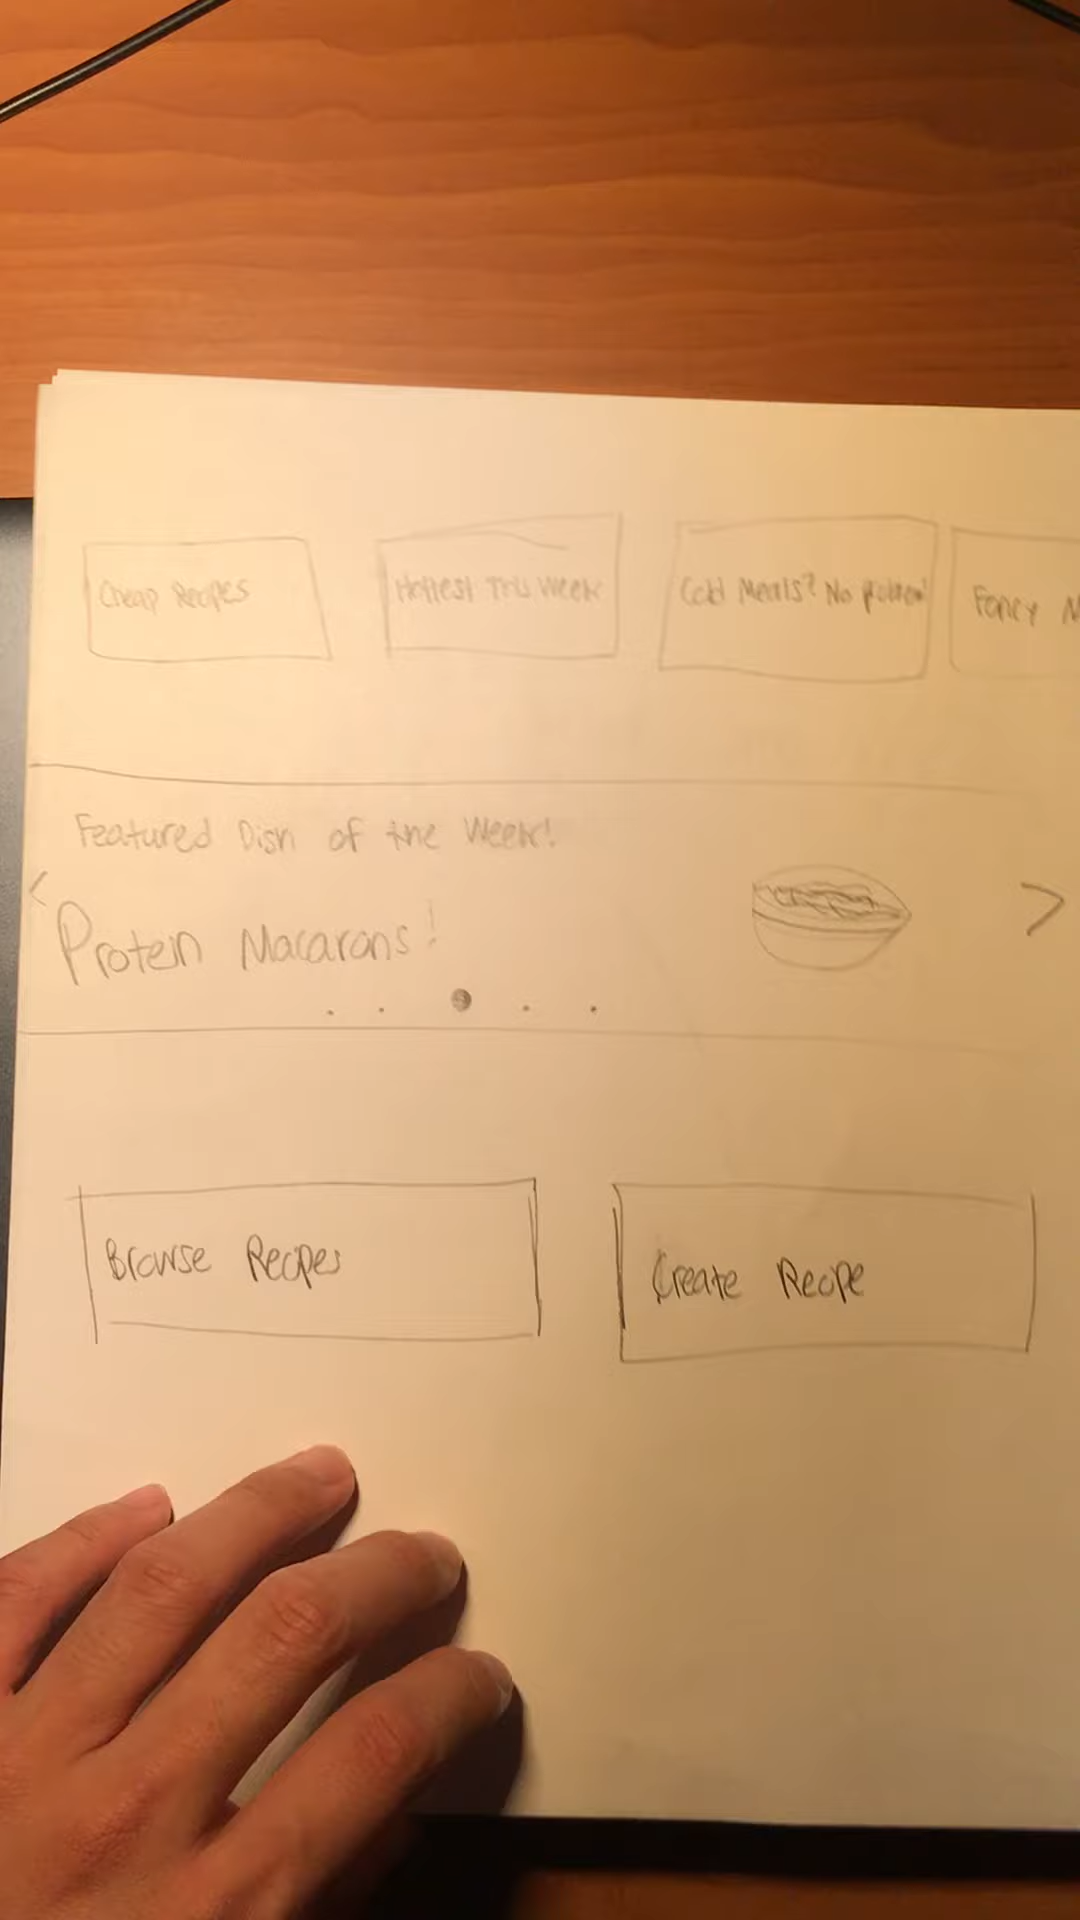 Cheap Recipes
Hottest This Week
Cold Meals? No problem!
Fancy M
Featured Dish of the Week!
<
>
Protein Macarons!
Browse Recipes
Create Recipe